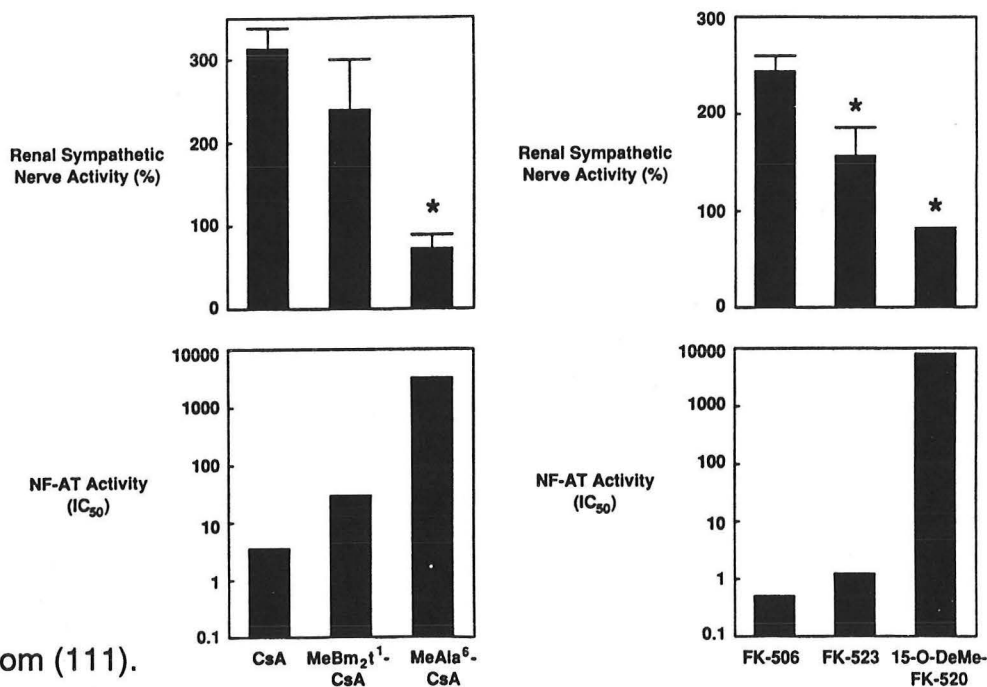 Renal Sympathetic
Nerve Activity (%)
300
200
100
0
*
Renal Sympathetic
Nerve Activity (%)
300
200
100
0
*
*
NF-AT Activity
(IC50)
10000
1000
100
10
1
0.1
CsA
MeBm2t1-
CsA
MeAla6-
CsA
NF-AT Activity
(IC50)
10000
1000
100
10
1
0.1
FK-506
FK-523
15-O-DeMe-
FK-520
om (111).